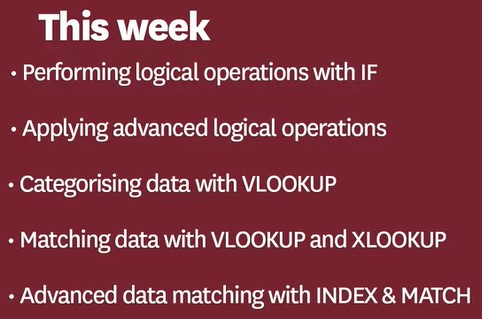 This week
• Performing logical operations with IF
• Applying advanced logical operations
• Categorising data with VLOOKUP
• Matching data with VLOOKUP and XLOOKUP
• Advanced data matching with INDEX & MATCH